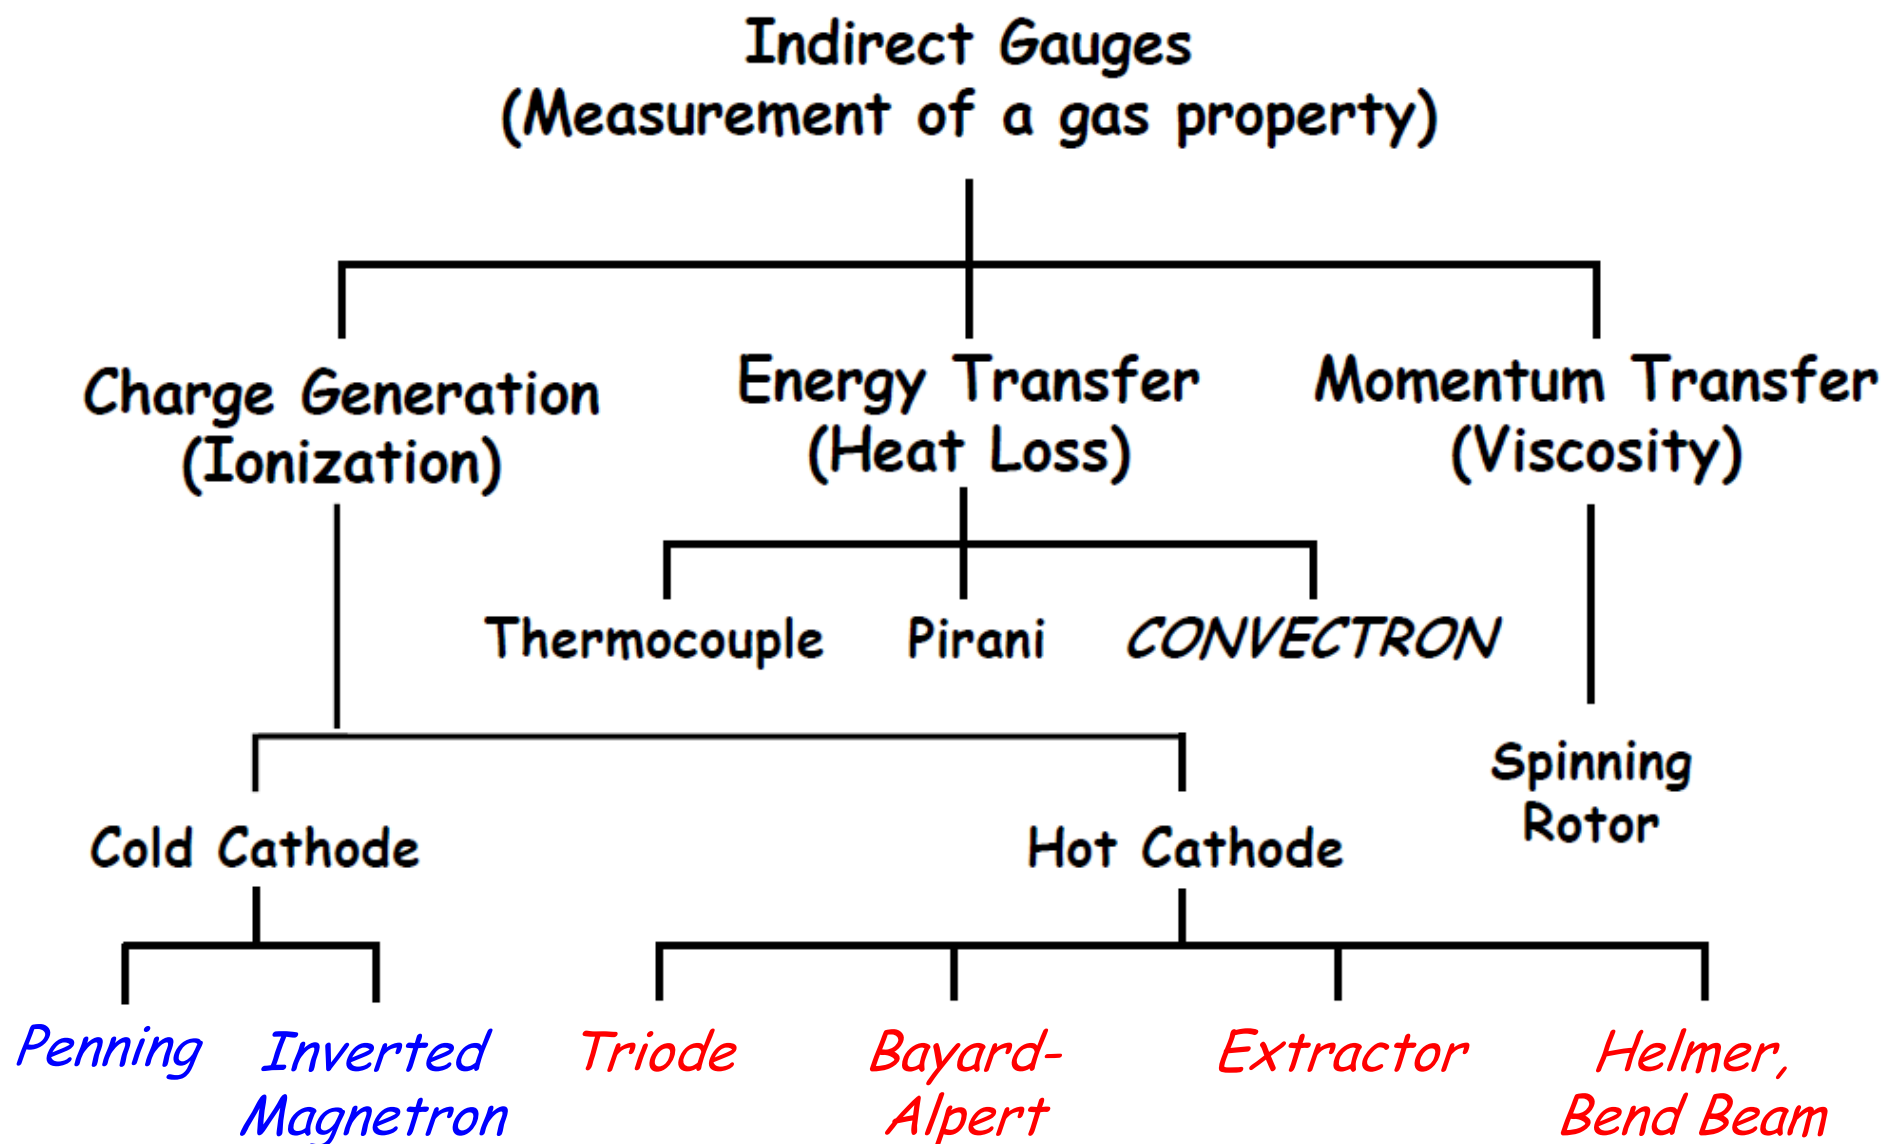 Indirect Gauges
(Measurement of a gas property)
Charge Generation
(Ionization)
Energy Transfer
(Heat Loss)
Momentum Transfer
(Viscosity)
Thermocouple
Pirani
CONVECTRON
Spinning
Rotor
Cold Cathode
Hot Cathode
Penning
Inverted
Magnetron
Triode
Bayard-
Alpert
Extractor
Helmer,
Bend Beam